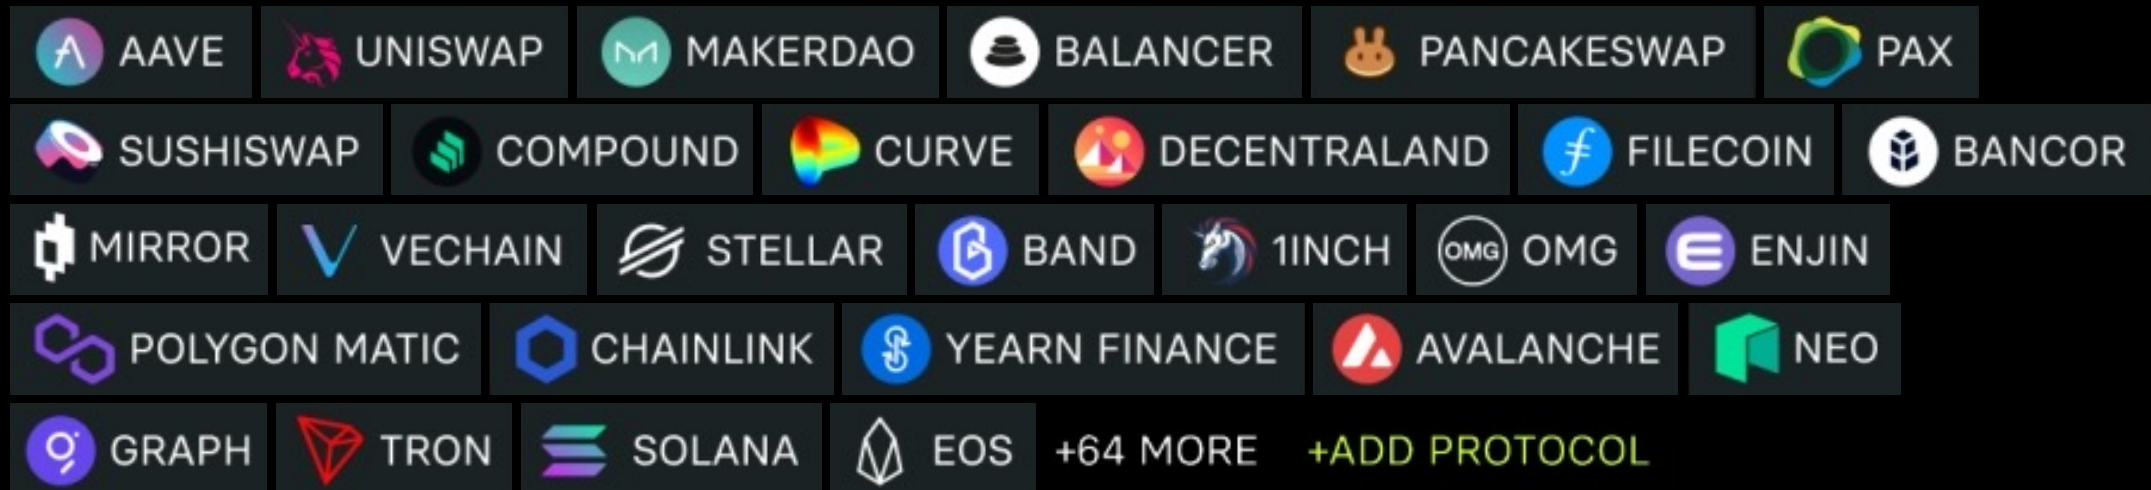 AAVE UNISWAP MAKERDAO BALANCER PANCAKESWAP PAX
SUSHISWAP COMPOUND CURVE DECENTRALAND FILECOIN BANCOR
MIRROR VECHAIN STELLAR BAND 1INCH OMG OMG ENJIN
POLYGON MATIC CHAINLINK YEARN FINANCE AVALANCHE NEO
GRAPH TRON SOLANA EOS +64 MORE +ADD PROTOCOL